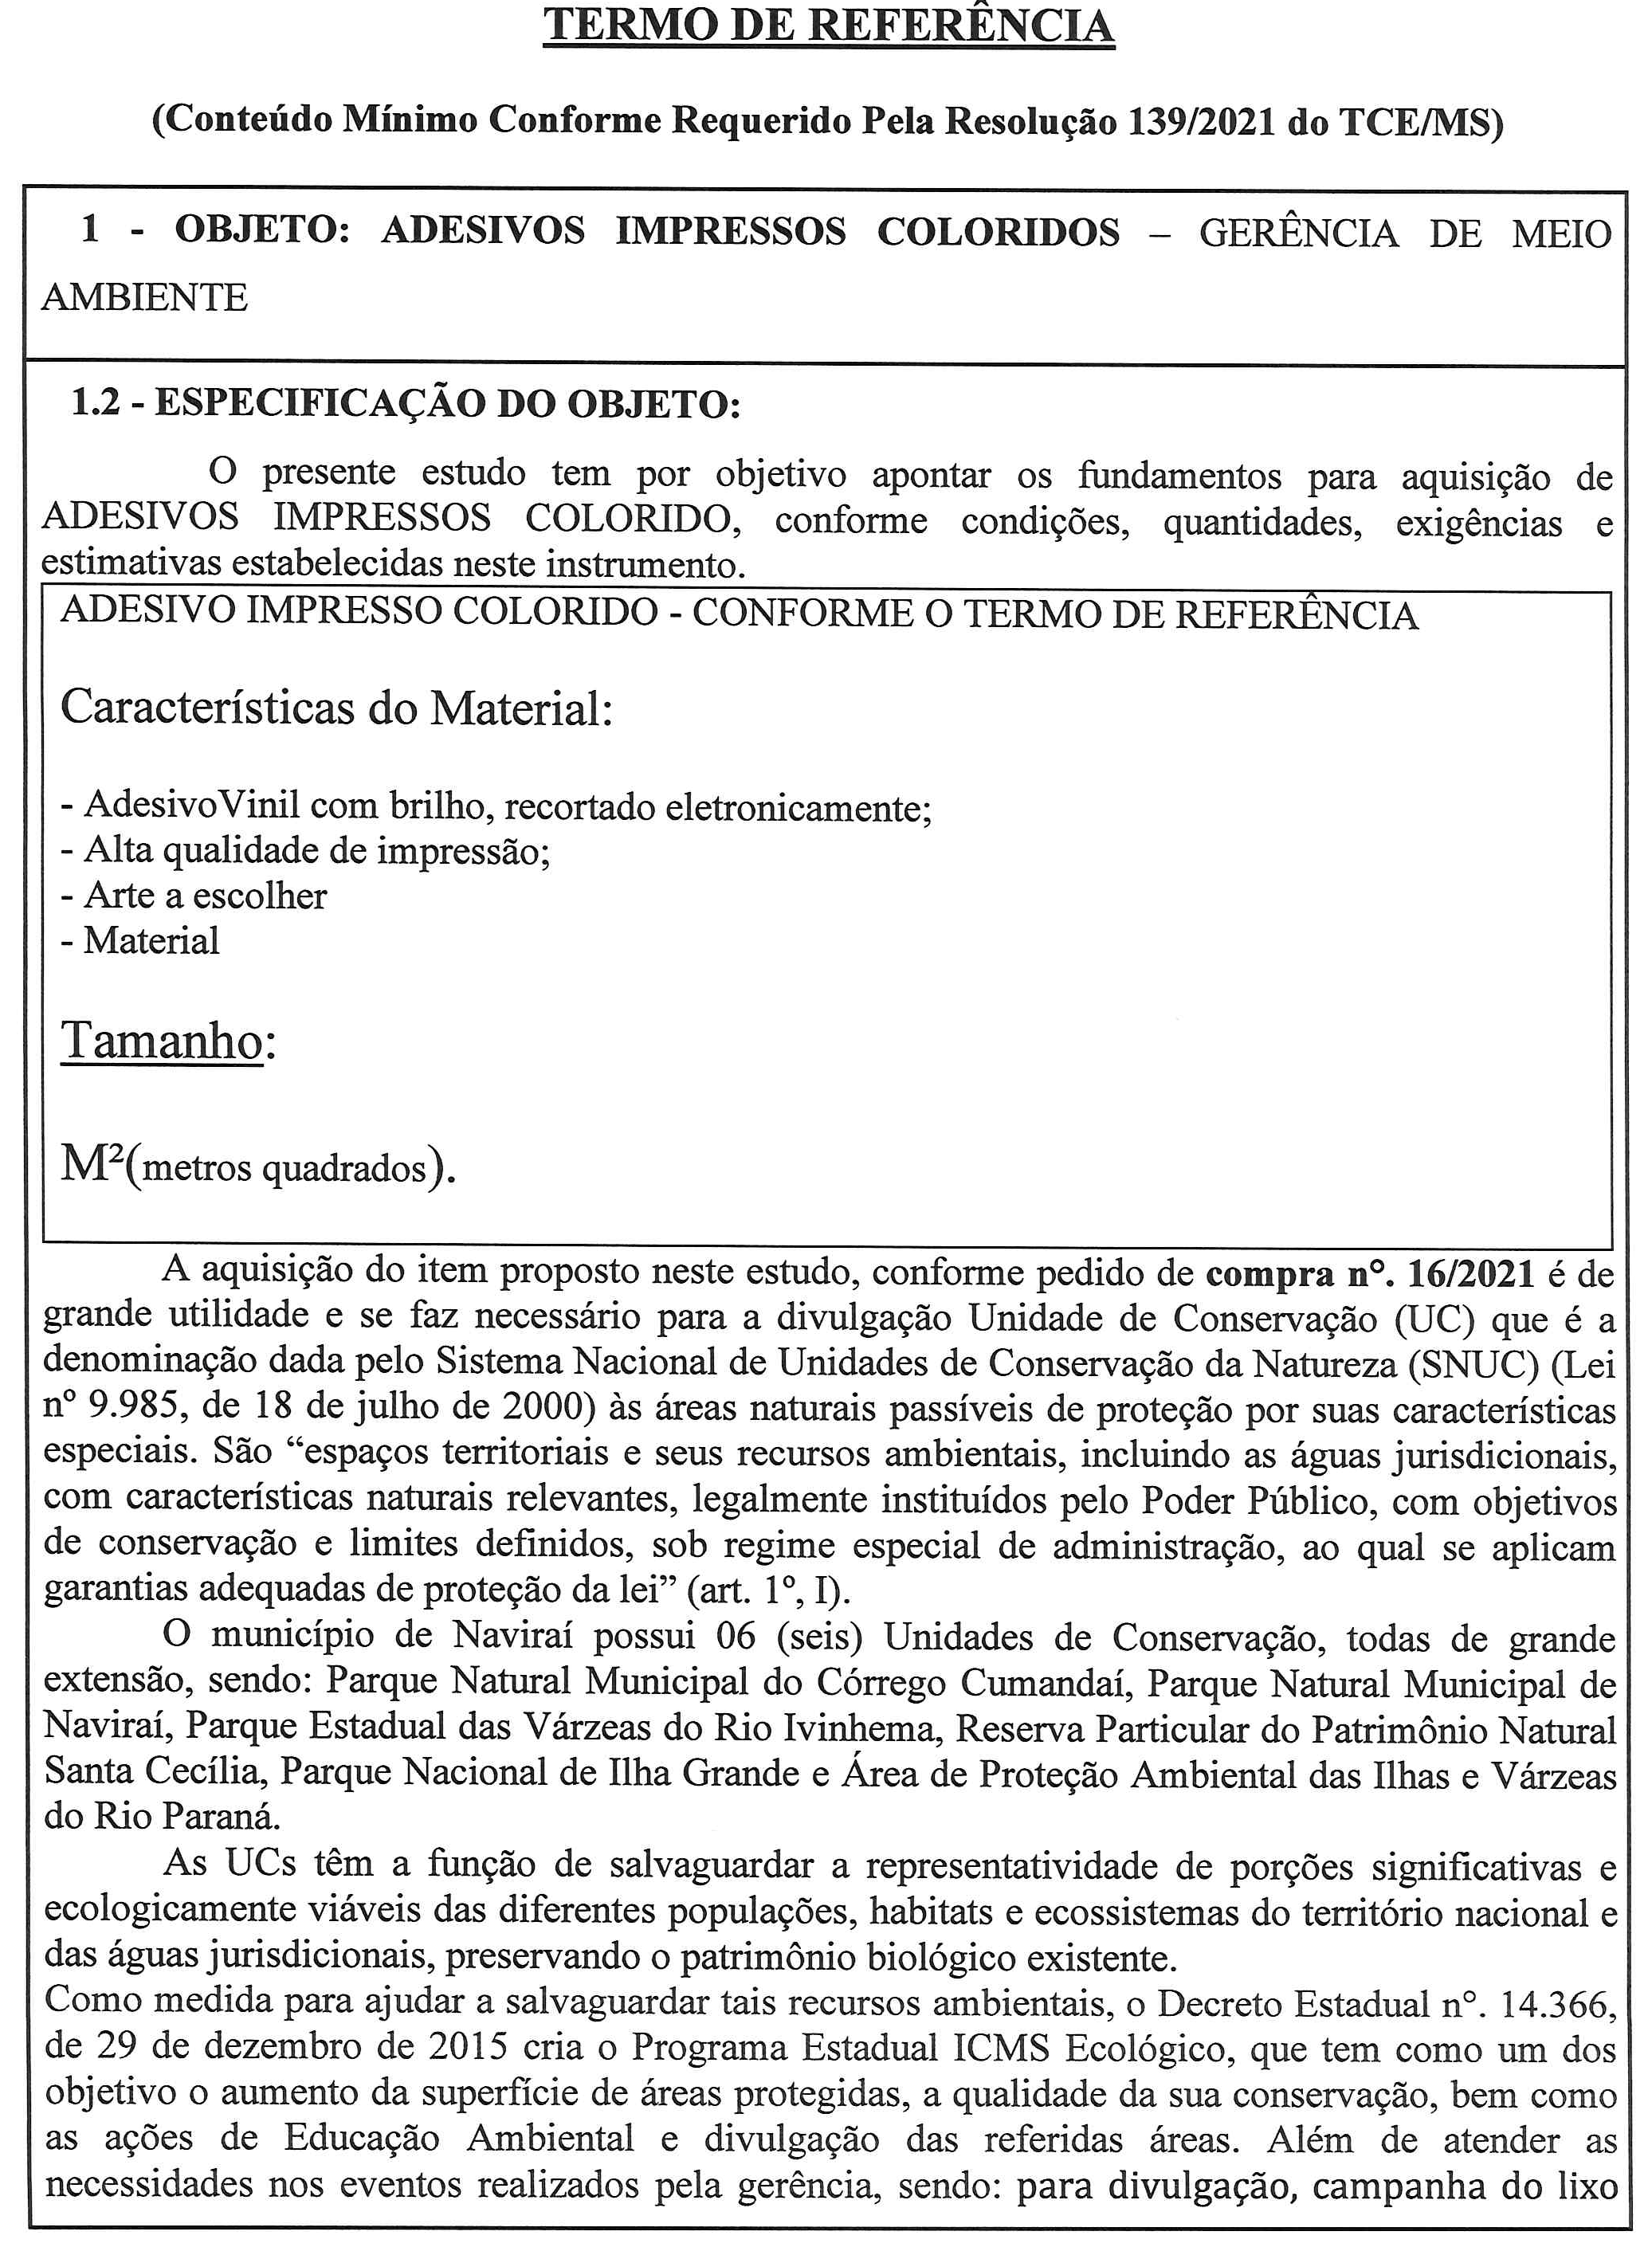 TERMO DE REFERÊNCIA
(Conteúdo Mínimo Conforme Requerido Pela Resolução 139/2021 do TCE/MS)
1 - OBJETO: ADESIVOS IMPRESSOS COLORIDOS – GERÊNCIA DE MEIO
AMBIENTE
1.2 - ESPECIFICAÇÃO DO OBJETO:
O presente estudo tem por objetivo apontar os fundamentos para aquisição de
ADESIVOS IMPRESSOS COLORIDO, conforme condições, quantidades, exigências e
estimativas estabelecidas neste instrumento.
ADESIVO IMPRESSO COLORIDO - CONFORME O TERMO DE REFERÊNCIA
Características do Material:
- AdesivoVinil com brilho, recortado eletronicamente;
- Alta qualidade de impressão;
- Arte a escolher
- Material
Tamanho:
M²(metros quadrados).
A aquisição do item proposto neste estudo, conforme pedido de compra nº. 16/2021 é de
grande utilidade e se faz necessário para a divulgação Unidade de Conservação (UC) que é a
denominação dada pelo Sistema Nacional de Unidades de Conservação da Natureza (SNUC) (Lei
nº 9.985, de 18 de julho de 2000) às áreas naturais passíveis de proteção por suas características
especiais. São “espaços territoriais e seus recursos ambientais, incluindo as águas jurisdicionais,
com características naturais relevantes, legalmente instituídos pelo Poder Público, com objetivos
de conservação e limites definidos, sob regime especial de administração, ao qual se aplicam
garantias adequadas de proteção da lei” (art. 1º, I).
O município de Naviraí possui 06 (seis) Unidades de Conservação, todas de grande
extensão, sendo: Parque Natural Municipal do Córrego Cumandaí, Parque Natural Municipal de
Naviraí, Parque Estadual das Várzeas do Rio Ivinhema, Reserva Particular do Patrimônio Natural
Santa Cecília, Parque Nacional de Ilha Grande e Área de Proteção Ambiental das Ilhas e Várzeas
do Rio Paraná.
As UCs têm a função de salvaguardar a representatividade de porções significativas e
ecologicamente viáveis das diferentes populações, habitats e ecossistemas do território nacional e
das águas jurisdicionais, preservando o patrimônio biológico existente.
Como medida para ajudar a salvaguardar tais recursos ambientais, o Decreto Estadual nº. 14.366,
de 29 de dezembro de 2015 cria o Programa Estadual ICMS Ecológico, que tem como um dos
objetivo o aumento da superfície de áreas protegidas, a qualidade da sua conservação, bem como
as ações de Educação Ambiental e divulgação das referidas áreas. Além de atender as
necessidades nos eventos realizados pela gerência, sendo: para divulgação, campanha do lixo